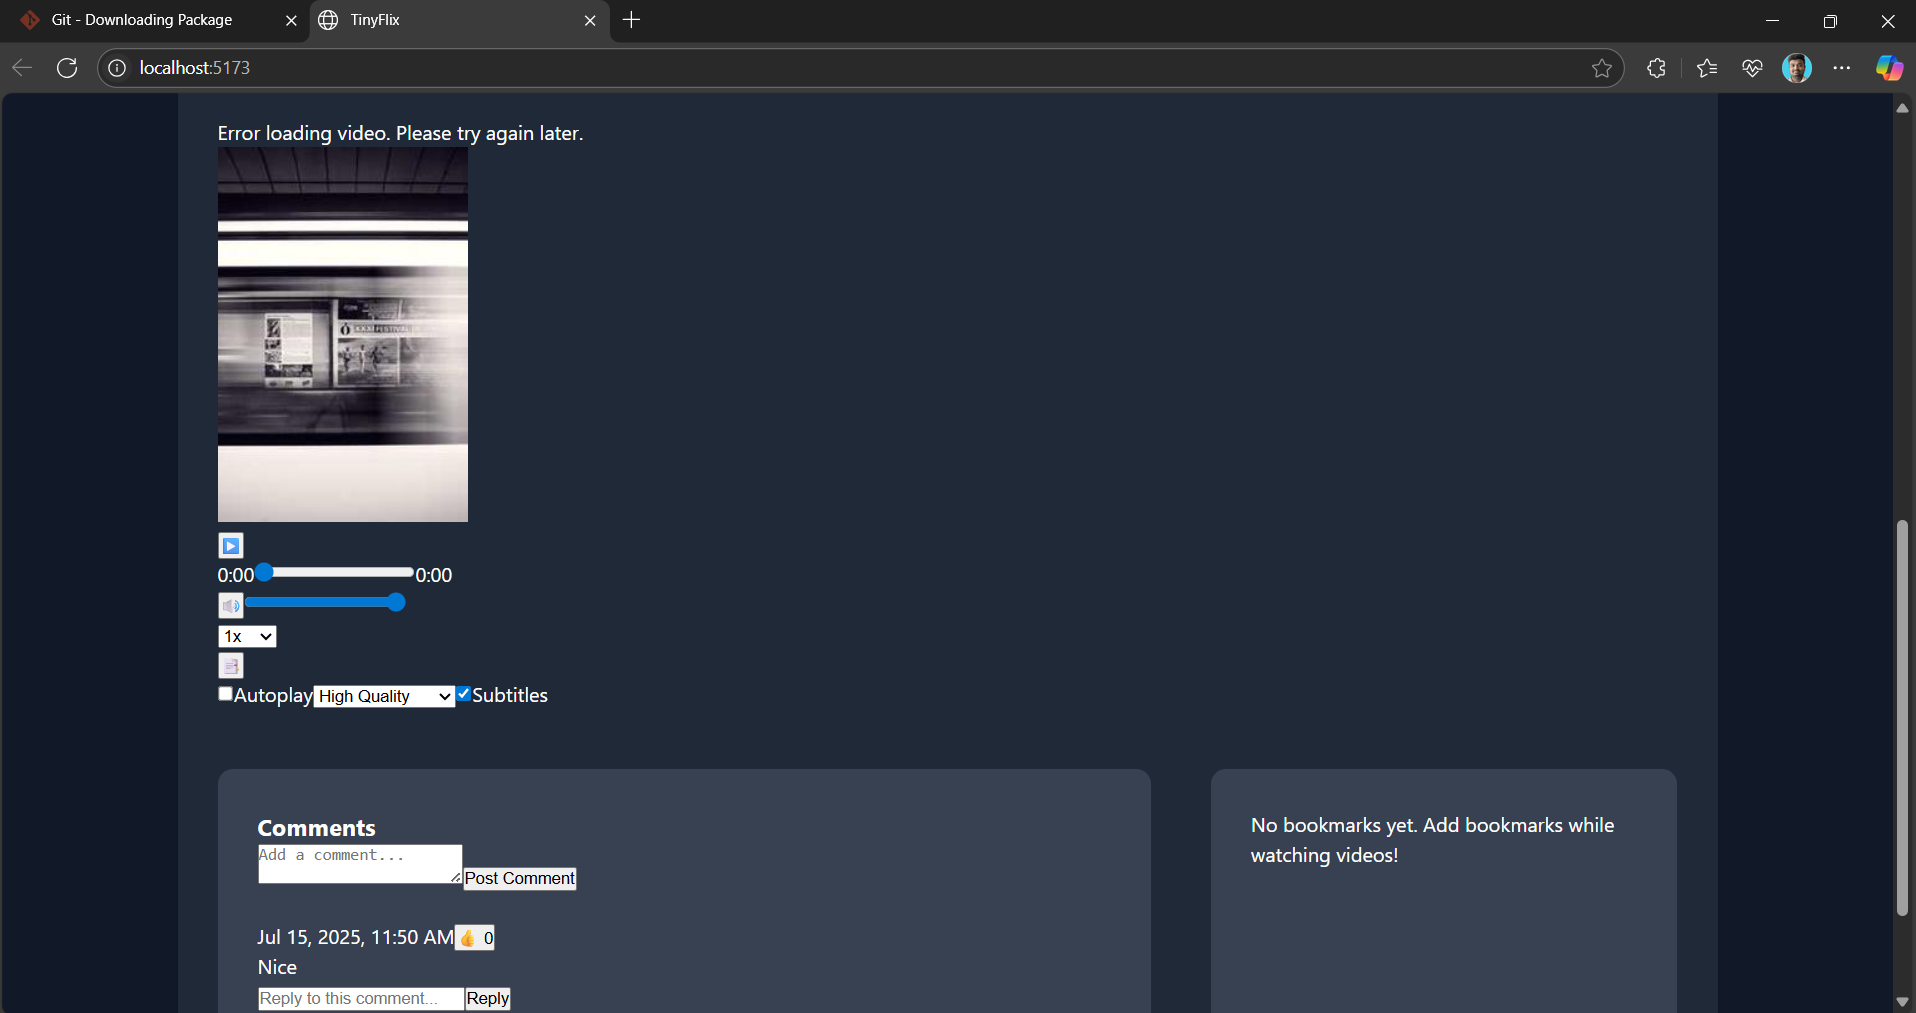 Git - Downloading Package
TinyFlix
localhost:5173
Error loading video. Please try again later.
XXXI FESTIVAL
0:00 0:00
1x
Autoplay High Quality Subtitles
Comments
Add a comment...
Post Comment
Jul 15, 2025, 11:50 AM 👍 0
Nice
Reply to this comment... Reply
No bookmarks yet. Add bookmarks while
watching videos!